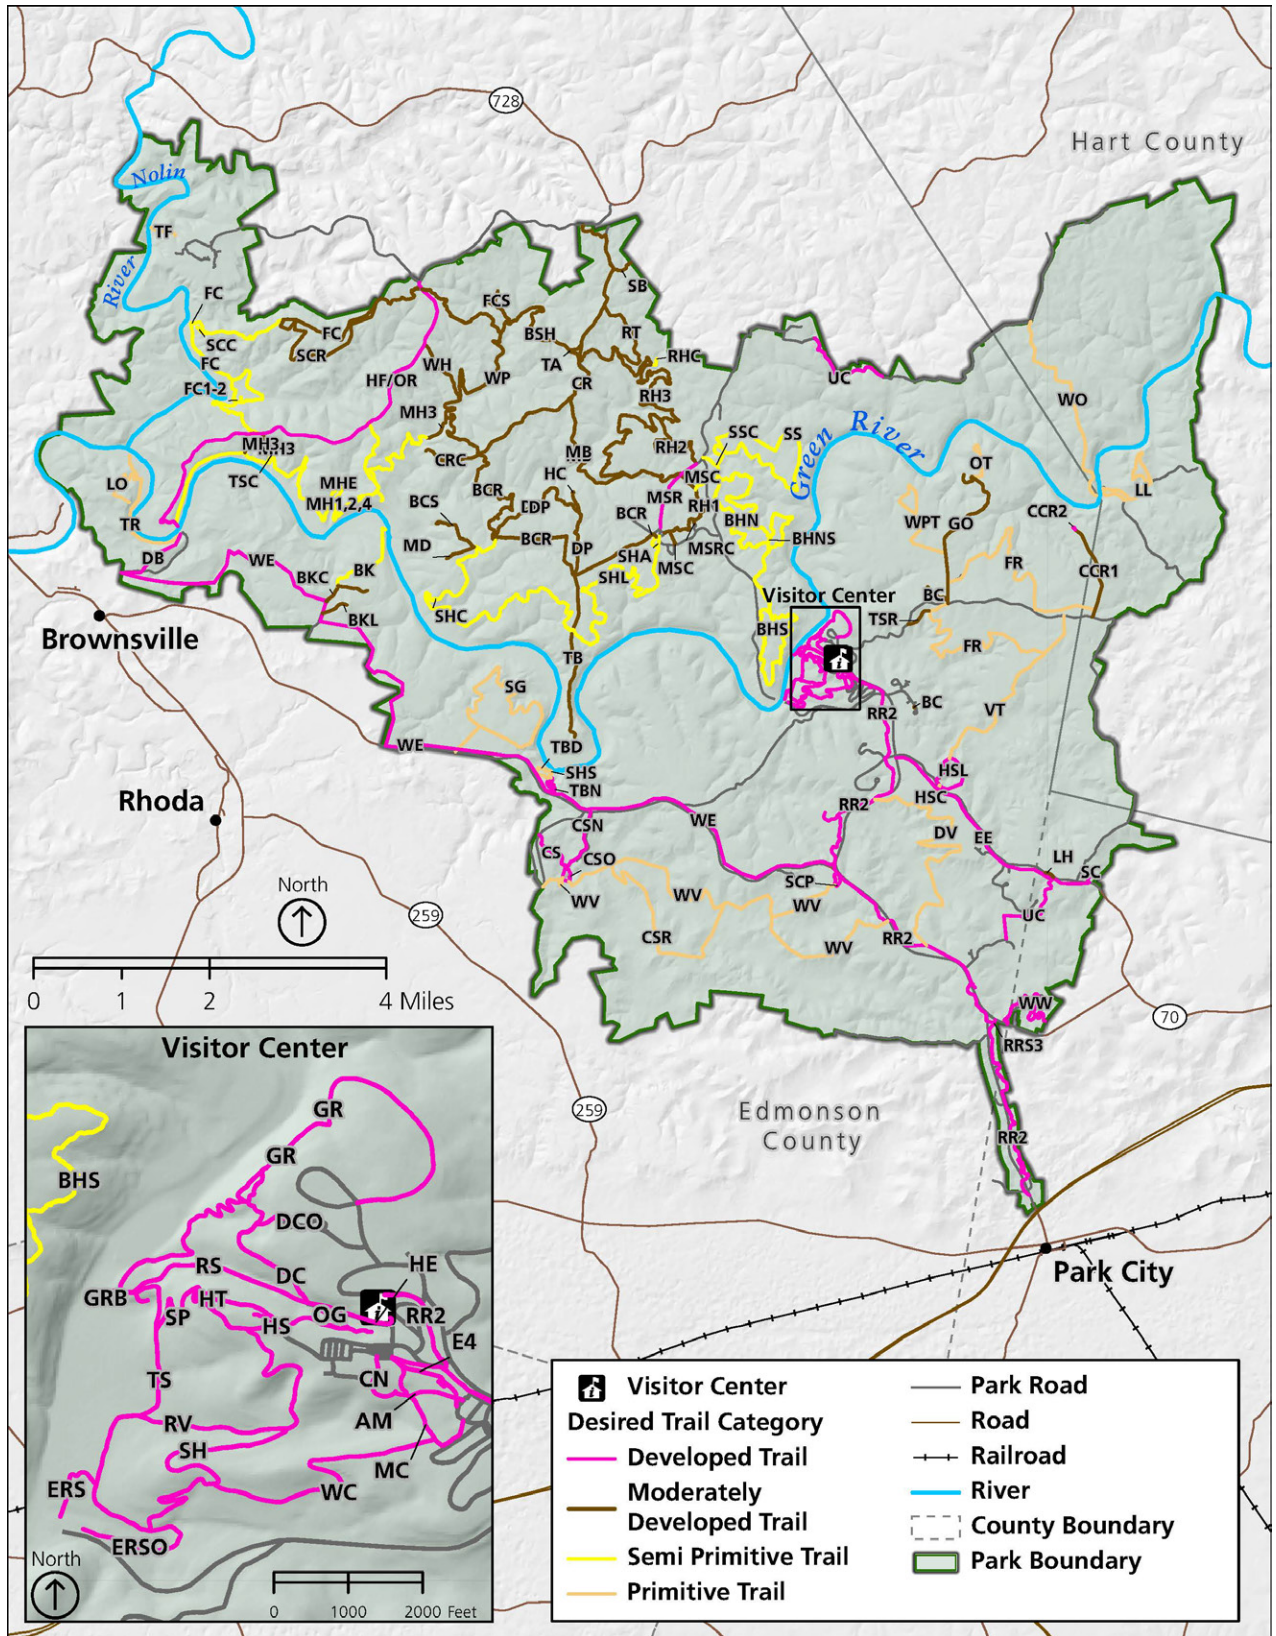 728
Hart County
Nolin
River
TF
FC
SCC
FC
SCR
FC
FC1-2
FCS
SB
BSH
RT
TA
RHC
WH
WP
HF/OR
CR
RH3
UC
WO
MH3
MH3
MH3
TSC
MHE
MH1,2,4
CRC
BCR
MB
HC
RH2
SSC
SS
MSC
MSR
RH1
Green River
OT
LL
LO
TR
DB
BCS
MD
DP
BCR
DP
BCR
BHN
BHNS
MSRC
SHA
MSC
SHL
WPT
GO
CCR2
FR
CCR1
WE
BKC
BK
BKL
SHC
Visitor Center
BHS
TSR
BC
FR
Brownsville
TB
SG
RR2
BC
VT
WE
TBD
SHS
TBN
HSL
HSC
Rhoda
RR2
CSN
WE
DV
EE
LH
SC
CS
CSO
SCP
WV
WV
WV
UC
North
259
CSR
WV
RR2
0 1 2 4 Miles
WW
70
RRS3
Visitor Center
Edmonson
County
259
RR2
GR
GR
BHS
DCO
RS
DC
HE
GRB
SP
HT
HS
OG
RR2
E4
Park City
TS
CN
AM
RV
SH
MC
ERS
WC
ERSO
North
0 1000 2000 Feet
Visitor Center
Desired Trail Category
Developed Trail
Moderately
Developed Trail
Semi Primitive Trail
Primitive Trail
Park Road
Road
Railroad
River
County Boundary
Park Boundary